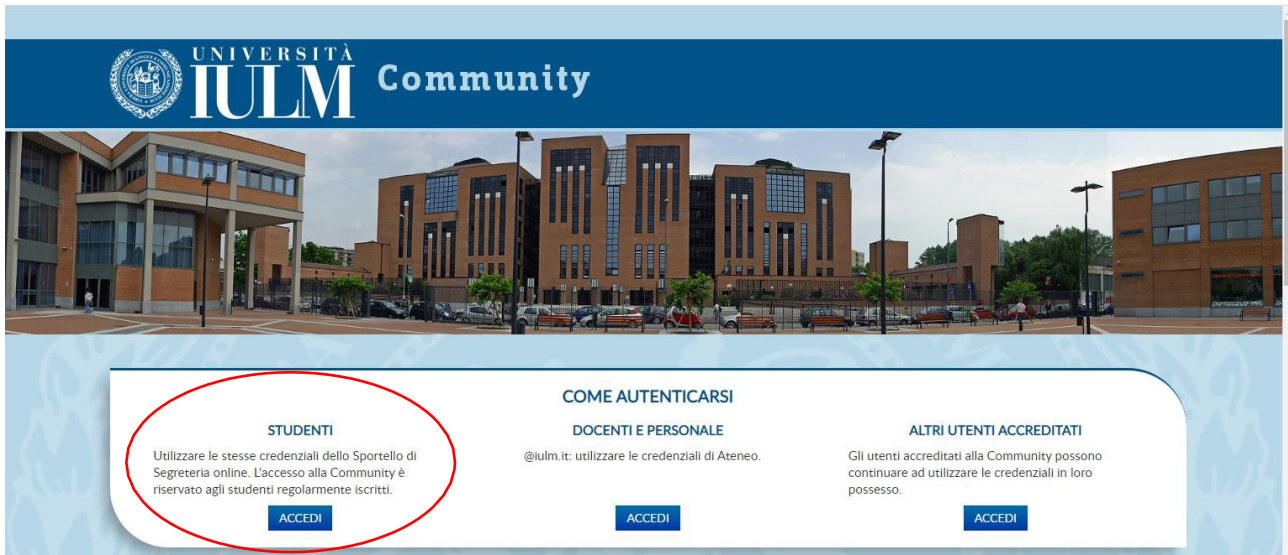 UNIVERSITÀ
IULM
Community
COME AUTENTICARSI
STUDENTI
Utilizzare le stesse credenziali dello Sportello di
Segreteria online. L'accesso alla Community è
riservato agli studenti regolarmente iscritti.
ACCEDI
DOCENTI E PERSONALE
@iulm.it: utilizzare le credenziali di Ateneo.
ACCEDI
ALTRI UTENTI ACCREDITATI
Gli utenti accreditati alla Community possono
continuare ad utilizzare le credenziali in loro
possesso.
ACCEDI